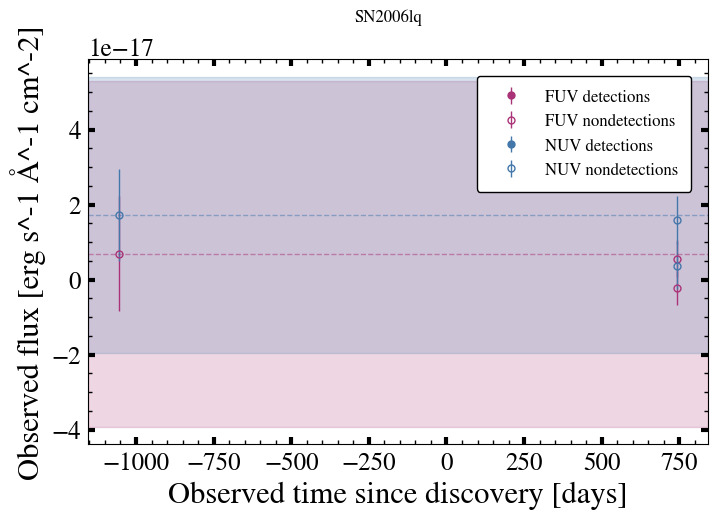 SN2006lq
1e−17
Observed flux [erg s^-1 Å^-1 cm^-2]
4
2
0
−2
−4
FUV detections
FUV nondetections
NUV detections
NUV nondetections
−1000 −750 −500 −250 0 250 500 750
Observed time since discovery [days]